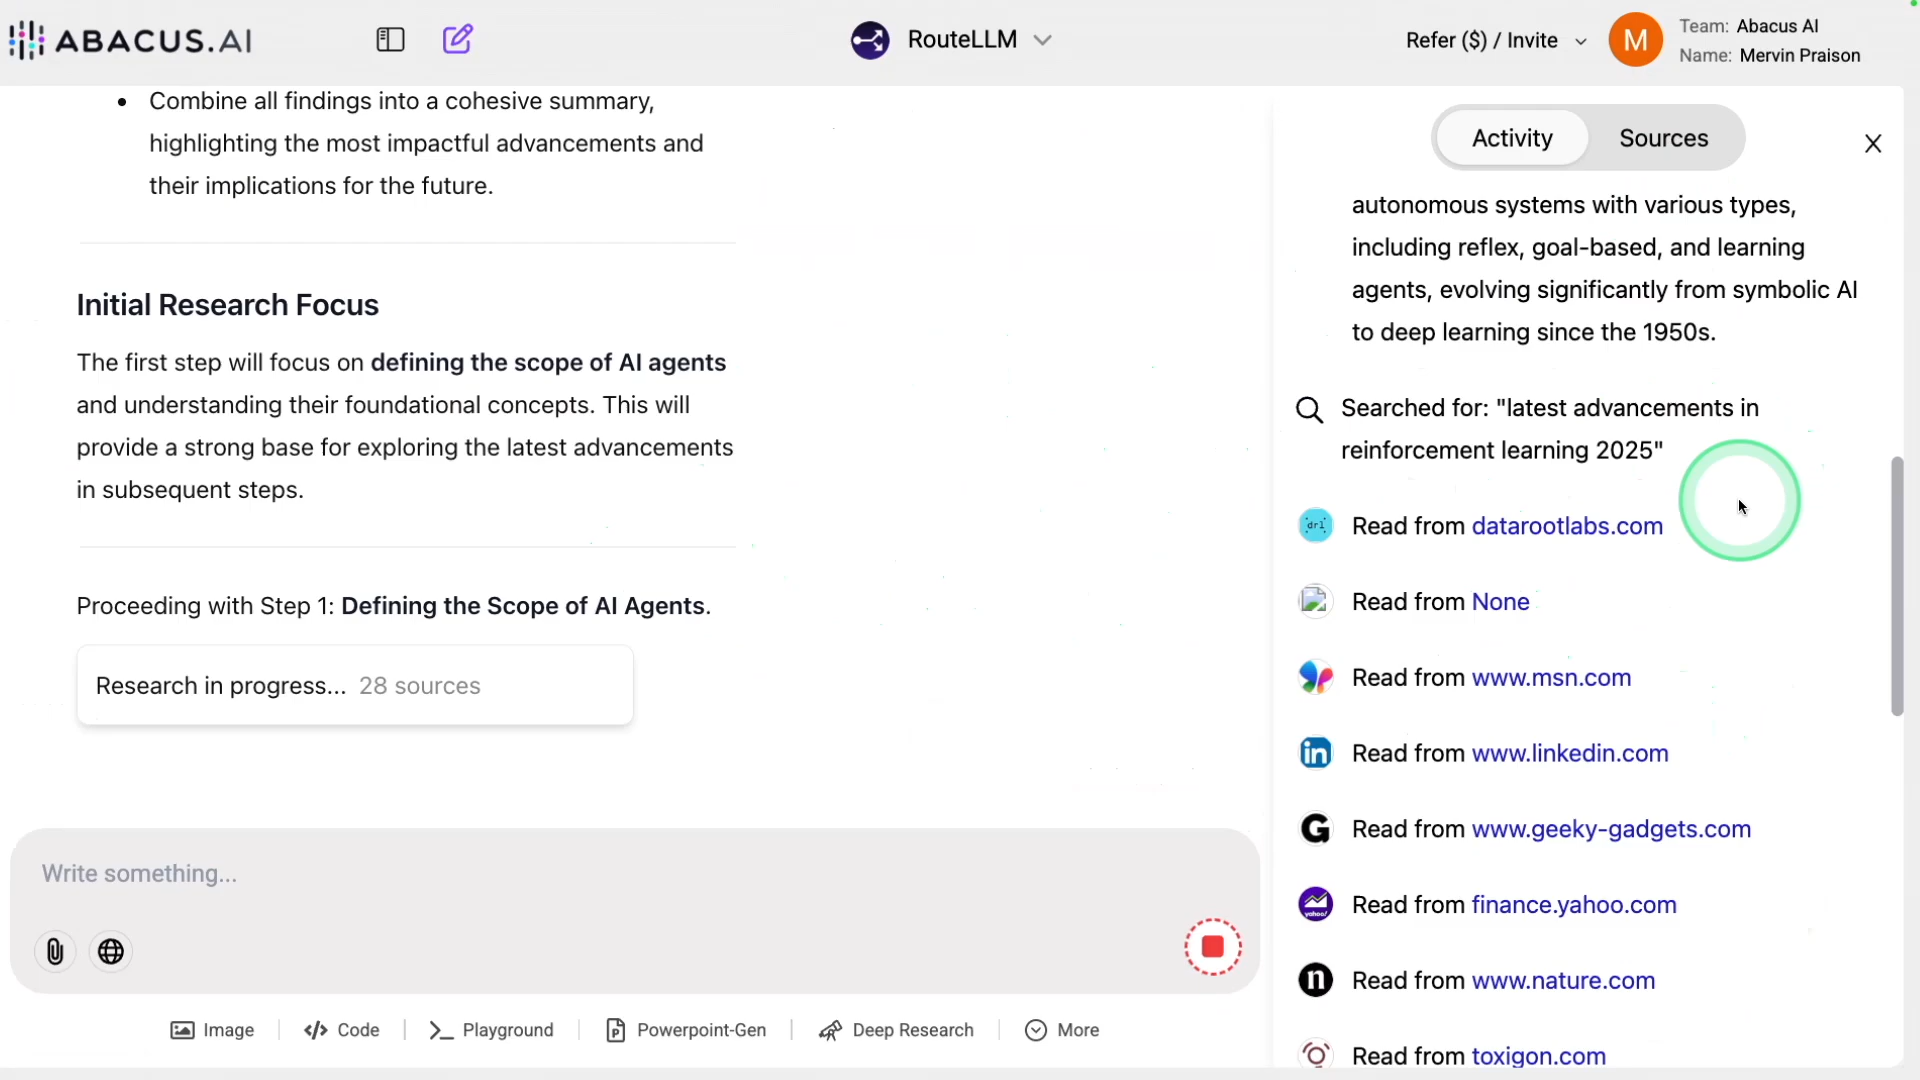 ABACUS.AI
RouteLLM
Refer ($) / Invite
M
Team: Abacus AI
Name: Mervin Praison
• Combine all findings into a cohesive summary,
highlighting the most impactful advancements and
their implications for the future.
Initial Research Focus
The first step will focus on defining the scope of AI agents
and understanding their foundational concepts. This will
provide a strong base for exploring the latest advancements
in subsequent steps.
Proceeding with Step 1: Defining the Scope of AI Agents.
Research in progress... 28 sources
Write something...
Image
Code
Playground
Powerpoint-Gen
Deep Research
More
Activity
Sources
autonomous systems with various types,
including reflex, goal-based, and learning
agents, evolving significantly from symbolic AI
to deep learning since the 1950s.
Searched for: "latest advancements in
reinforcement learning 2025"
drl
Read from datarootlabs.com
Read from None
Read from www.msn.com
in
Read from www.linkedin.com
G
Read from www.geeky-gadgets.com
yahoo!
Read from finance.yahoo.com
n
Read from www.nature.com
Read from toxigon.com